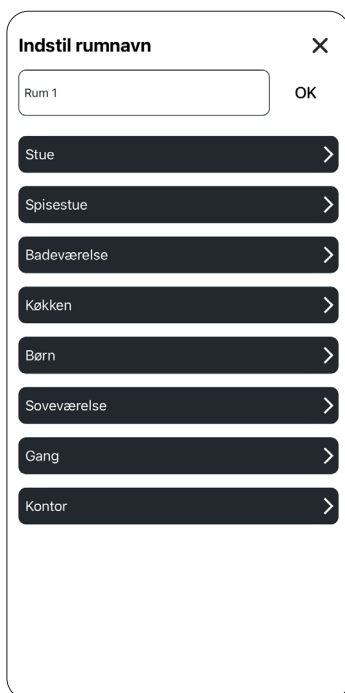 Indstil rumnavn
Rum 1
OK
Stue
Spisestue
Badeværelse
Køkken
Børn
Soveværelse
Gang
Kontor